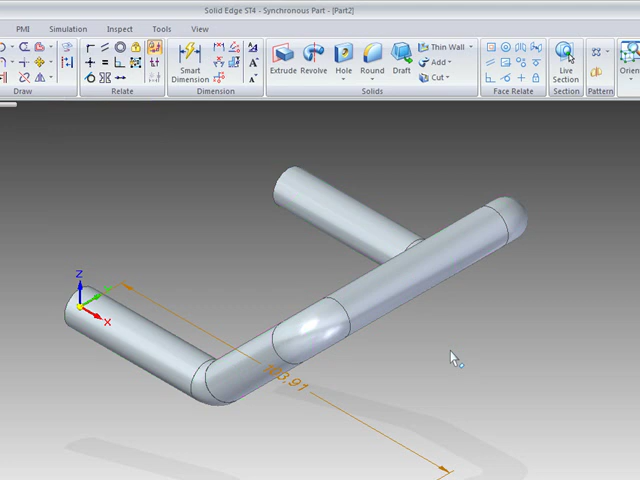 Solid Edge ST4 - Synchronous Part - [Part2]
PMI Simulation Inspect Tools View
Smart Dimension
Extrude Revolve Hole Round Draft
Thin Wall
Add
Cut
Live Section
Orien
Draw Relate Dimension Solids Face Relate Section Pattern
Z
X